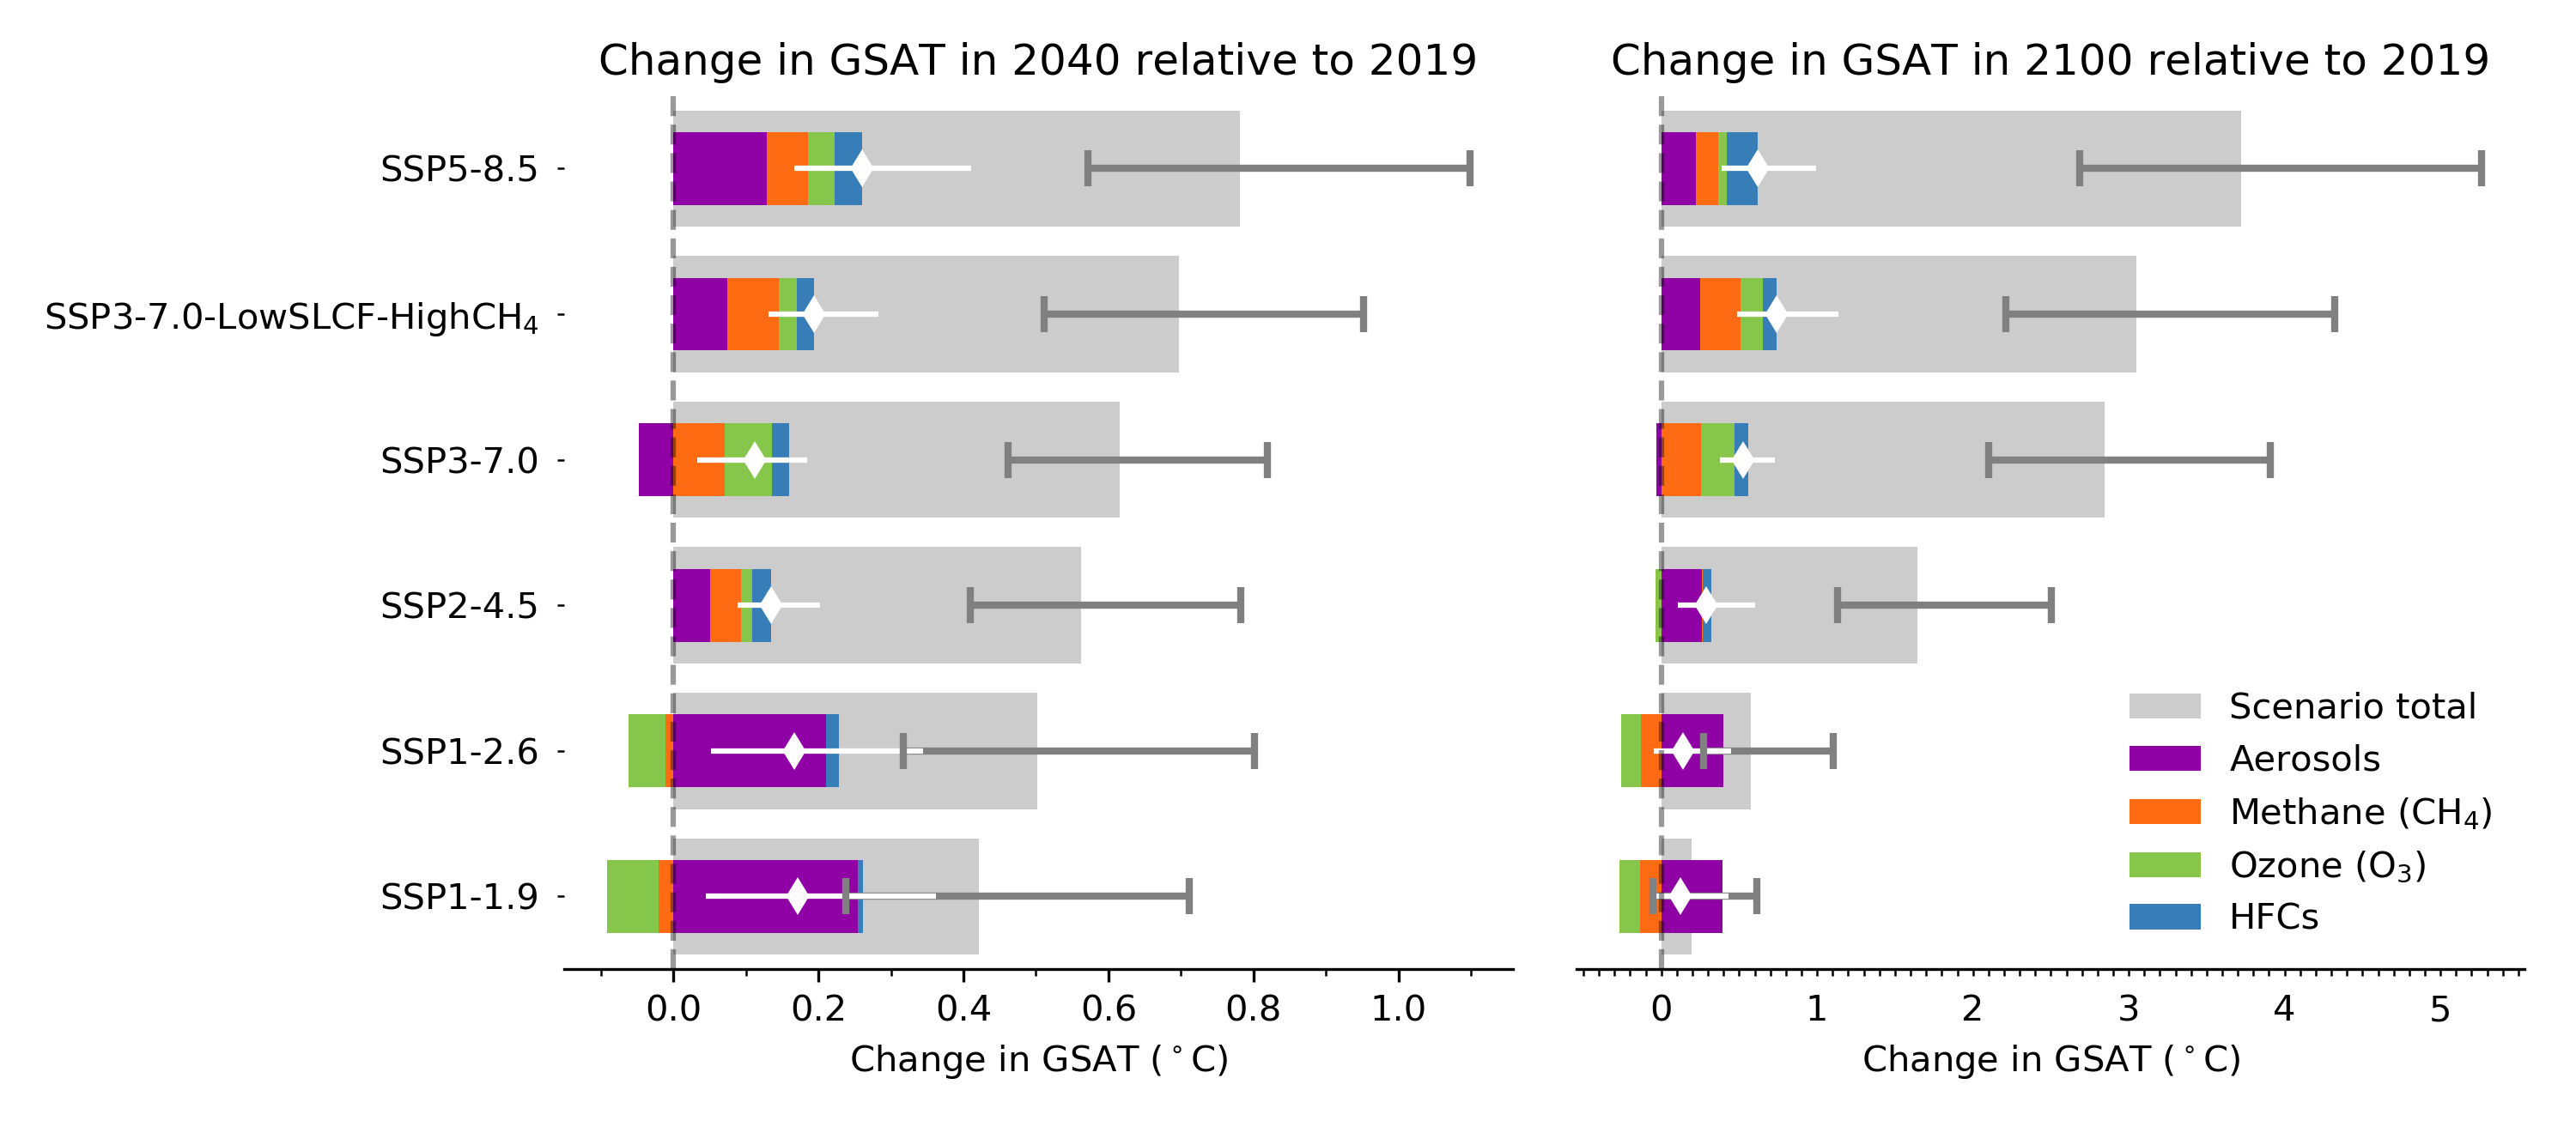 Change in GSAT in 2040 relative to 2019
SSP5-8.5
SSP3-7.0-LowSLCF-HighCH₄
SSP3-7.0
SSP2-4.5
SSP1-2.6
SSP1-1.9
0.0 0.2 0.4 0.6 0.8 1.0
Change in GSAT (°C)
Change in GSAT in 2100 relative to 2019
Scenario total
Aerosols
Methane (CH₄)
Ozone (O₃)
HFCs
0 1 2 3 4 5
Change in GSAT (°C)